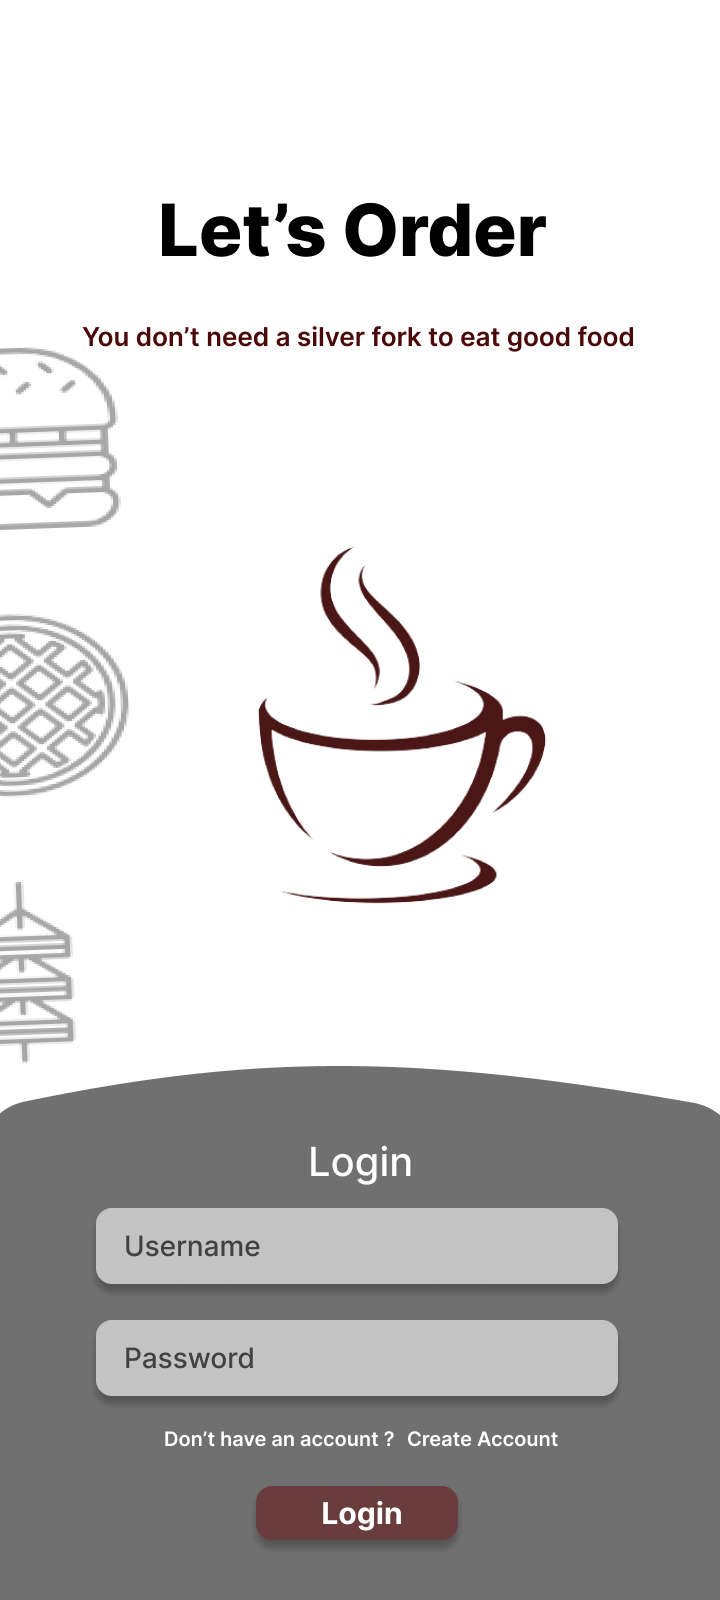 Let’s Order
You don’t need a silver fork to eat good food
Login
Username
Password
Don’t have an account ? Create Account
Login